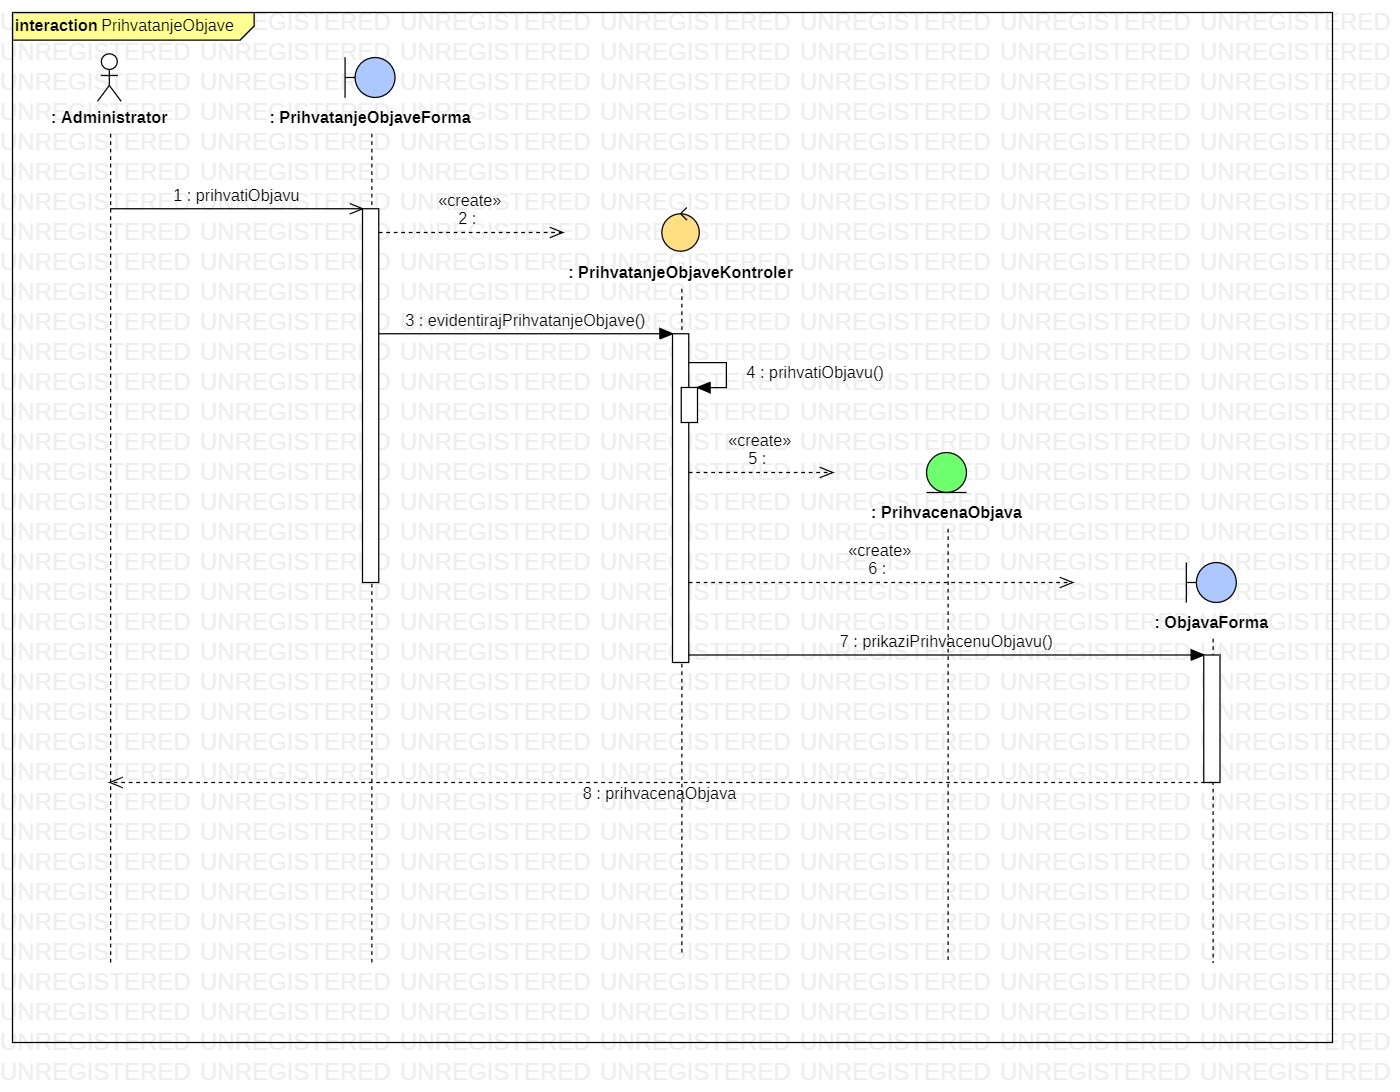 interaction PrihvatanjeObjave
: Administrator
: PrihvatanjeObjaveForma
1 : prihvatiObjavu
«create»
2 :
: PrihvatanjeObjaveKontroler
3 : evidentirajPrihvatanjeObjave()
4 : prihvatiObjavu()
«create»
5 :
: PrihvacenaObjava
«create»
6 :
: ObjavaForma
7 : prikaziPrihvacenuObjavu()
8 : prihvacenaObjava
UNREGISTERED